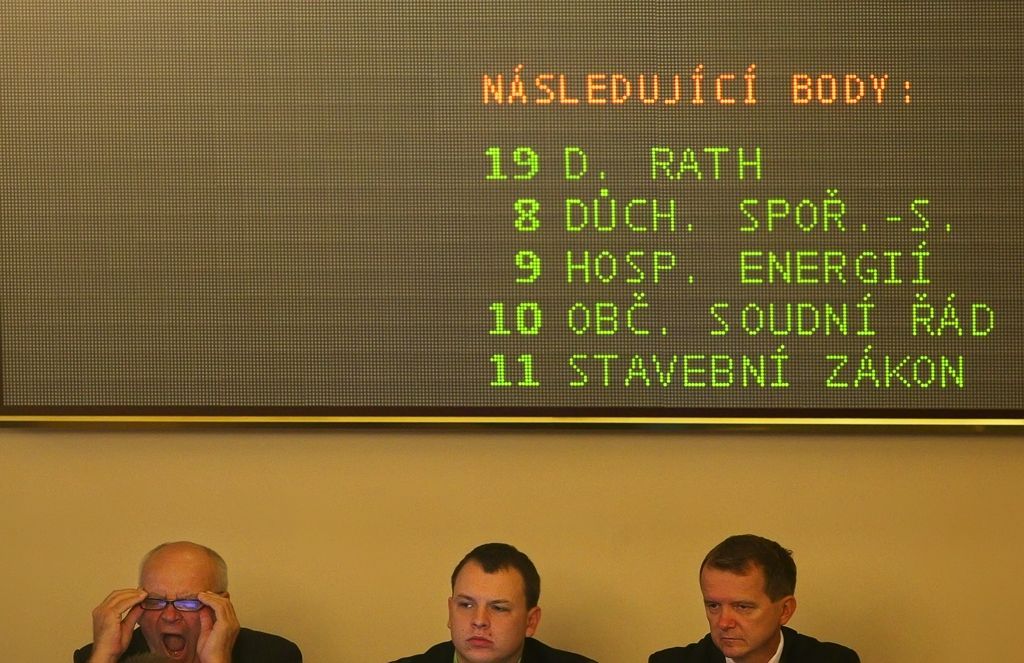 NÁSLEDUJÍCÍ BODY:
19 D. RATH
8 DŮCH. SPOŘ.-S.
9 HOSP. ENERGIÍ
10 OBČ. SOUDNÍ ŘÁD
11 STAVEBNÍ ZÁKON